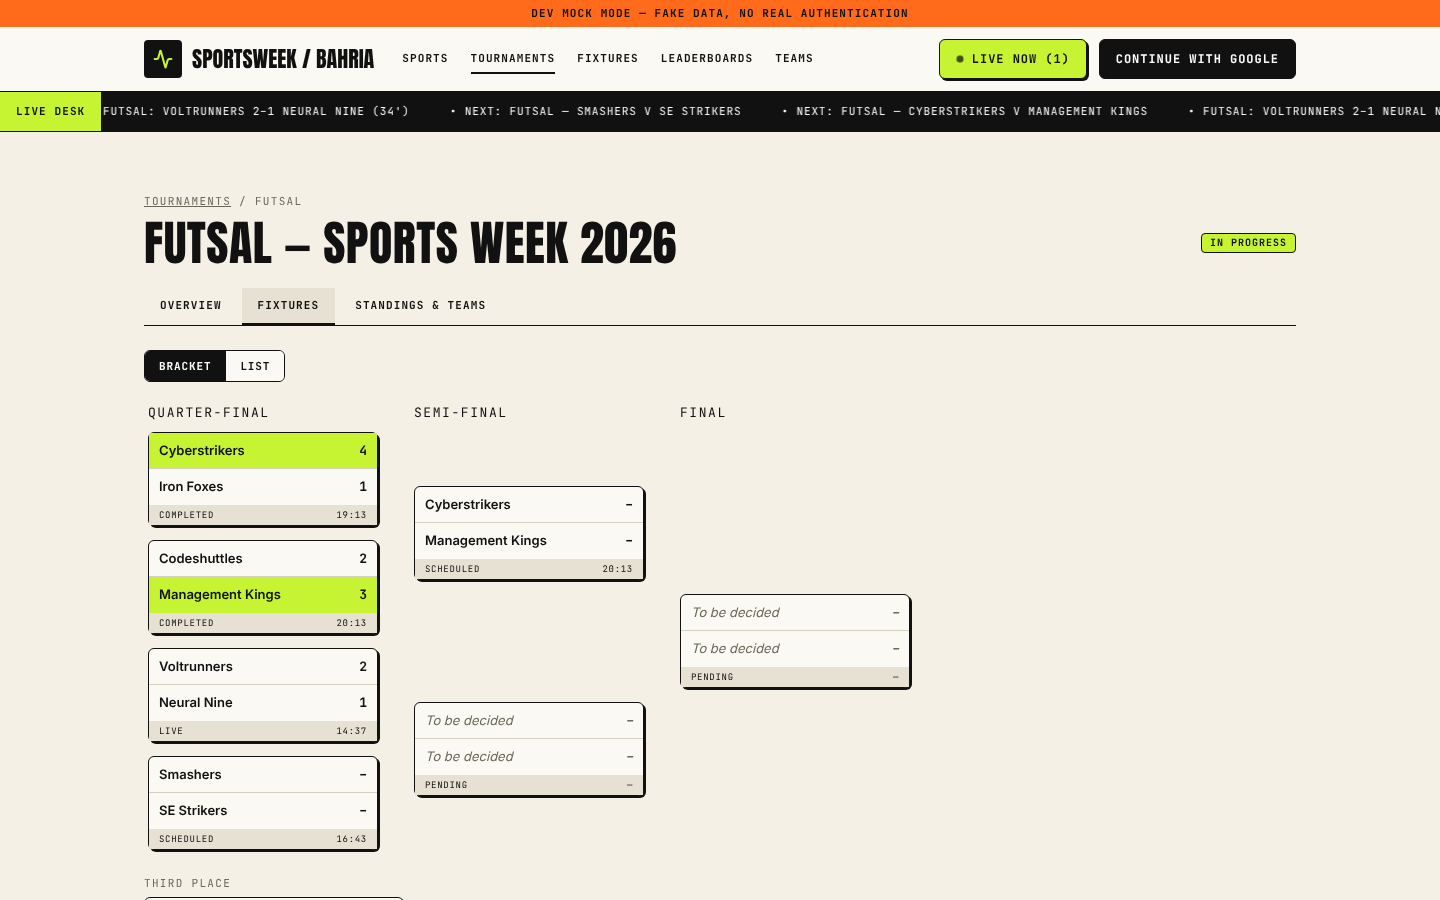 DEV MOCK MODE — FAKE DATA, NO REAL AUTHENTICATION
SPORTSWEEK / BAHRIA
SPORTS
TOURNAMENTS
FIXTURES
LEADERBOARDS
TEAMS
LIVE NOW (1)
CONTINUE WITH GOOGLE
LIVE DESK
FUTSAL: VOLTRUNNERS 2–1 NEURAL NINE (34')
• NEXT: FUTSAL — SMASHERS V SE STRIKERS
• NEXT: FUTSAL — CYBERSTRIKERS V MANAGEMENT KINGS
• FUTSAL: VOLTRUNNERS 2–1 NEURAL N
TOURNAMENTS / FUTSAL
FUTSAL — SPORTS WEEK 2026
IN PROGRESS
OVERVIEW
FIXTURES
STANDINGS & TEAMS
BRACKET
LIST
QUARTER-FINAL
Cyberstrikers 4
Iron Foxes 1
COMPLETED 19:13
Codeshuttles 2
Management Kings 3
COMPLETED 20:13
Voltrunners 2
Neural Nine 1
LIVE 14:37
Smashers –
SE Strikers –
SCHEDULED 16:43
SEMI-FINAL
Cyberstrikers –
Management Kings –
SCHEDULED 20:13
To be decided –
To be decided –
PENDING —
FINAL
To be decided –
To be decided –
PENDING —
THIRD PLACE